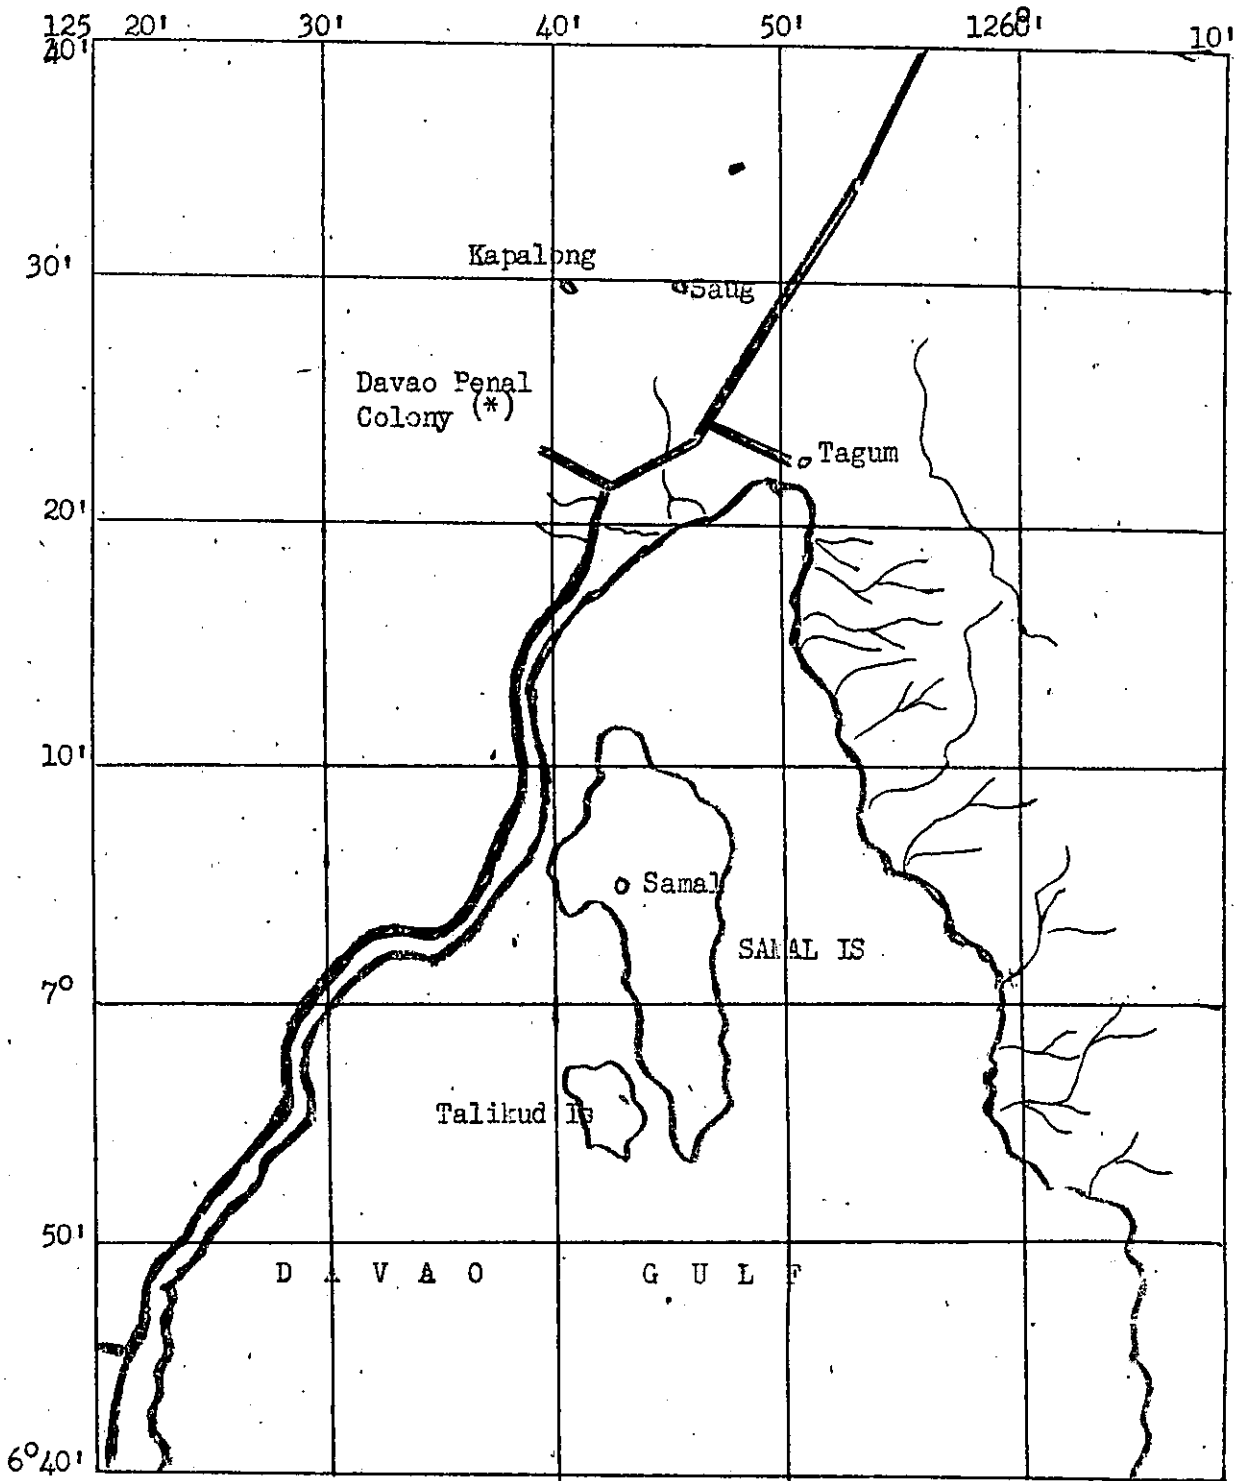 125 20' 30' 40' 50' 126 0' 10'
40'
Kapalong
30'
Saug
Davao Penal
Colony (*)
Tagum
20'
10'
Samal
SAMAL IS
7°
Talikud Is
50'
D A V A O G U L F
6°40'